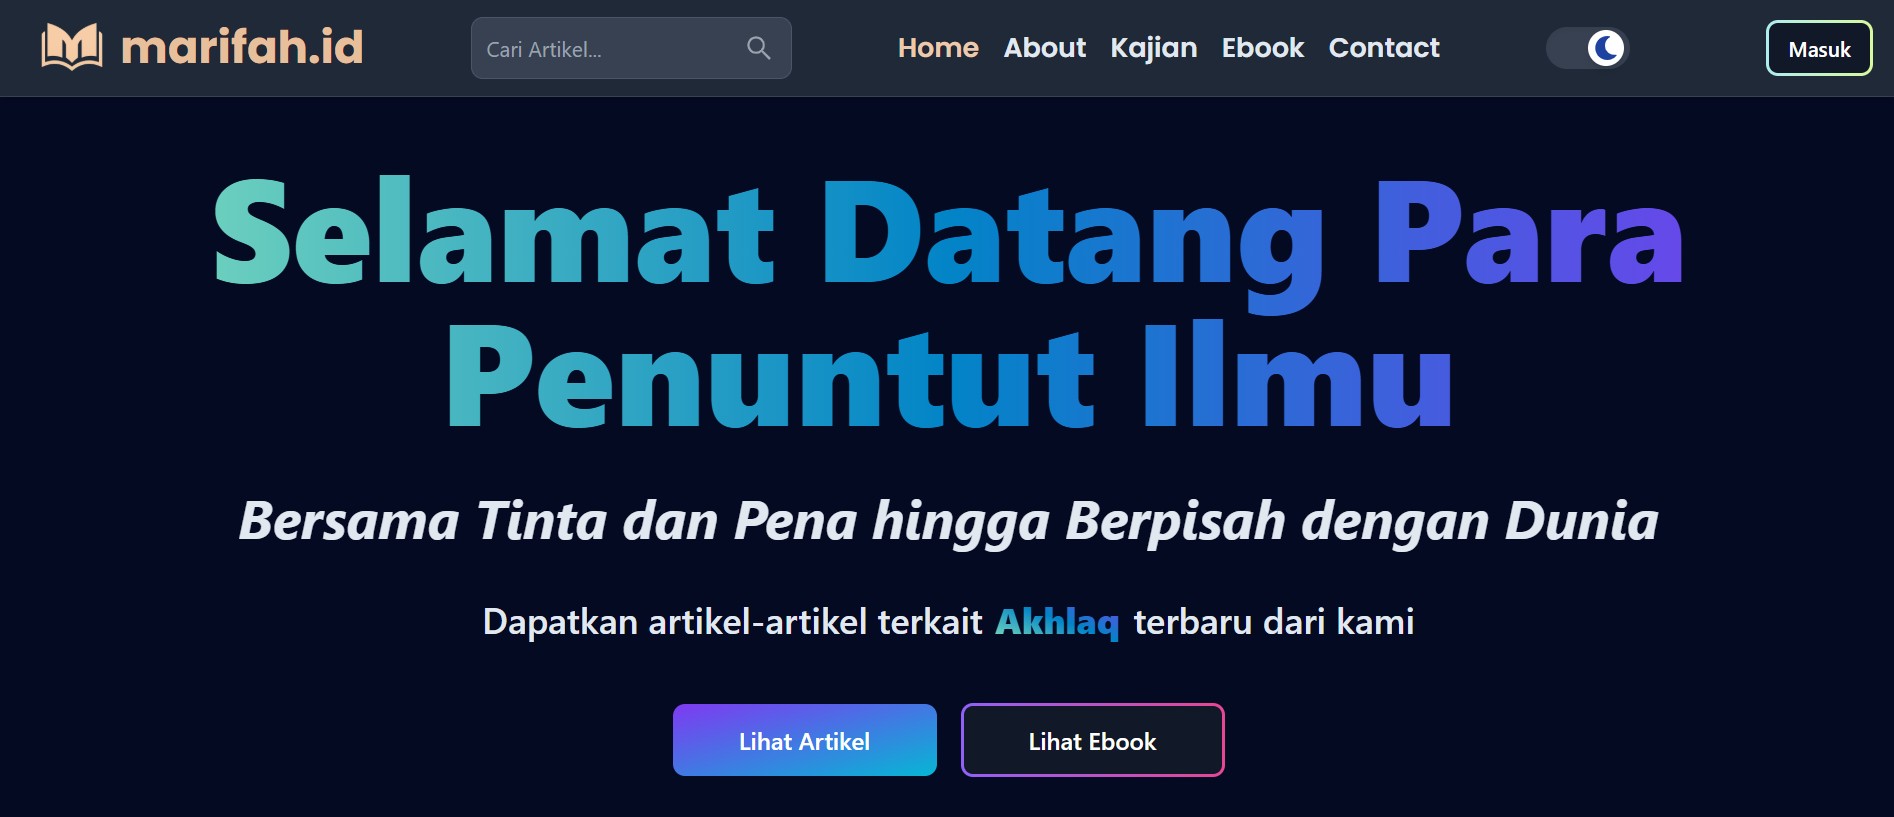 marifah.id
Cari Artikel...
Home About Kajian Ebook Contact
Masuk
Selamat Datang Para
Penuntut Ilmu
Bersama Tinta dan Pena hingga Berpisah dengan Dunia
Dapatkan artikel-artikel terkait Akhlaq terbaru dari kami
Lihat Artikel
Lihat Ebook